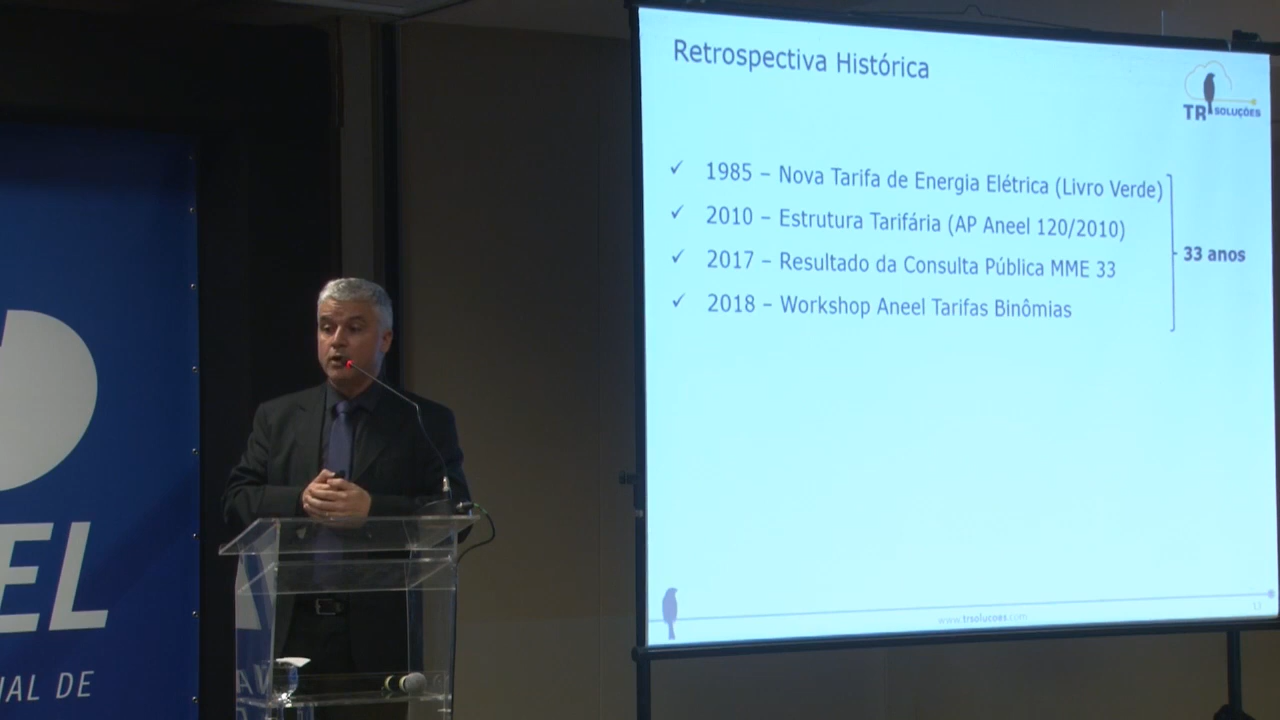 Retrospectiva Histórica
TR SOLUÇÕES
✓ 1985 – Nova Tarifa de Energia Elétrica (Livro Verde)
✓ 2010 – Estrutura Tarifária (AP Aneel 120/2010)
✓ 2017 – Resultado da Consulta Pública MME 33
✓ 2018 – Workshop Aneel Tarifas Binômias
33 anos
www.trsolucoes.com
EL
DE